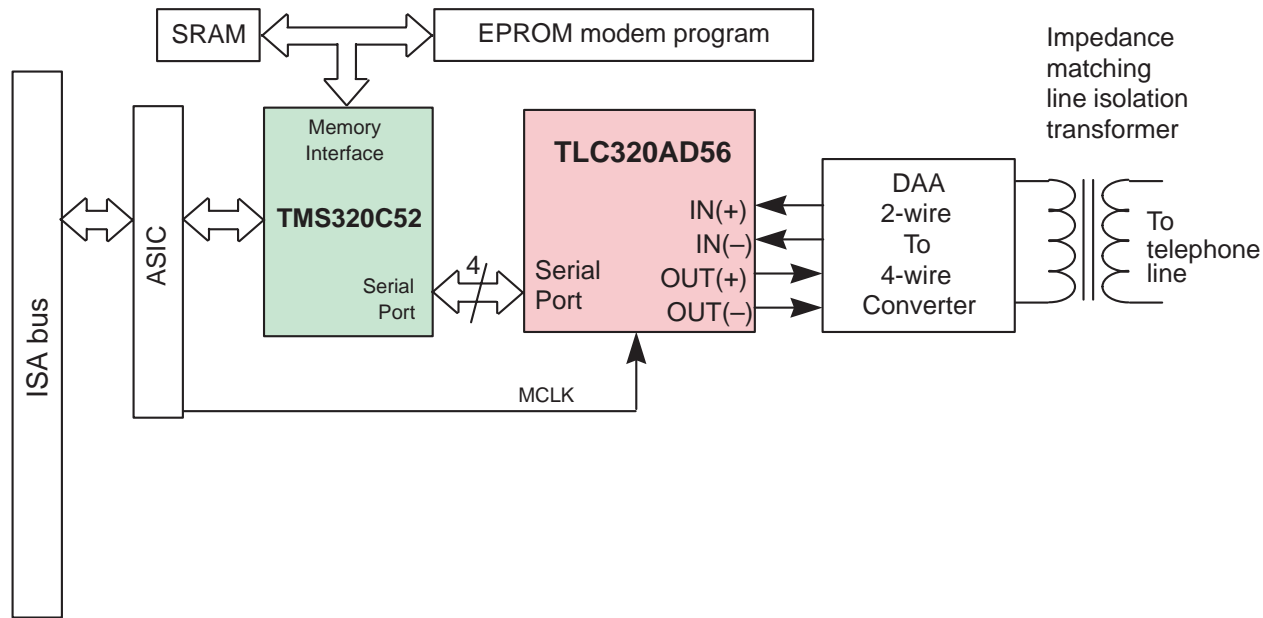 SRAM
EPROM modem program
Impedance
matching
line isolation
transformer
ISA bus
ASIC
Memory
Interface
TMS320C52
Serial
Port
4
TLC320AD56
Serial
Port
IN(+)
IN(–)
OUT(+)
OUT(–)
DAA
2-wire
To
4-wire
Converter
To
telephone
line
MCLK